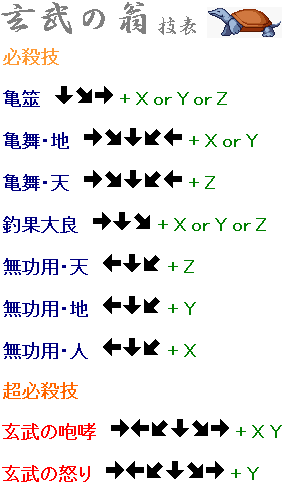 玄武の翁 技表
必殺技
亀筮 ⬇⬊➡ + X or Y or Z
亀舞・地 ➡⬊⬇⬋⬅ + X or Y
亀舞・天 ➡⬊⬇⬋⬅ + Z
釣果大良 ➡⬇⬊ + X or Y or Z
無功用・天 ⬅⬇⬋ + Z
無功用・地 ⬅⬇⬋ + Y
無功用・人 ⬅⬇⬋ + X
超必殺技
玄武の咆哮 ➡⬅⬋⬇⬊➡ + X Y
玄武の怒り ➡⬅⬋⬇⬊➡ + Y